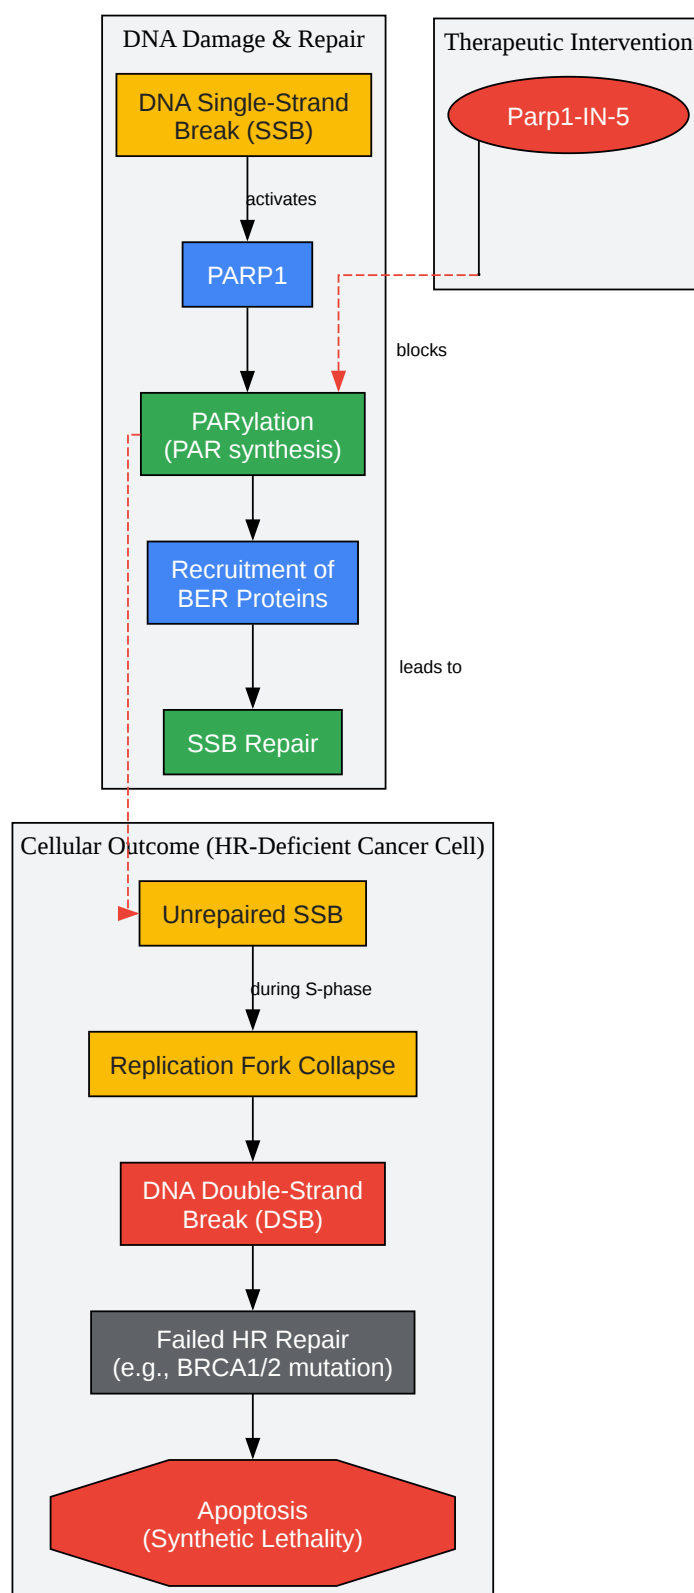 DNA Damage & Repair
Therapeutic Intervention
DNA Single-Strand
Break (SSB)
Parp1-IN-5
activates
PARP1
blocks
PARylation
(PAR synthesis)
Recruitment of
BER Proteins
leads to
SSB Repair
Cellular Outcome (HR-Deficient Cancer Cell)
Unrepaired SSB
during S-phase
Replication Fork Collapse
DNA Double-Strand
Break (DSB)
Failed HR Repair
(e.g., BRCA1/2 mutation)
Apoptosis
(Synthetic Lethality)